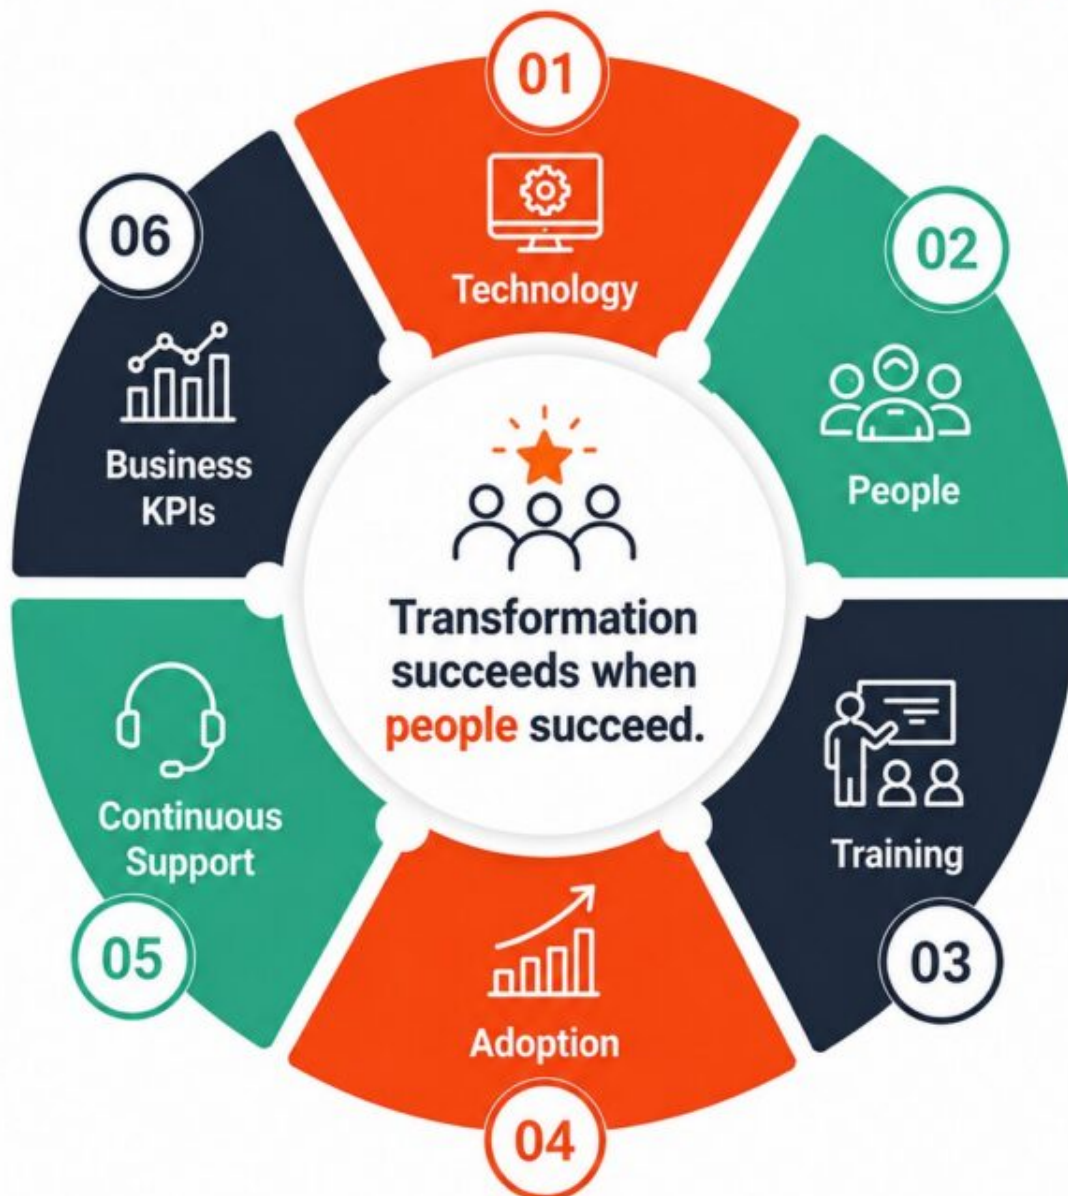 01
Technology
02
People
03
Training
04
Adoption
05
Continuous
Support
06
Business
KPIs
Transformation
succeeds when
people succeed.